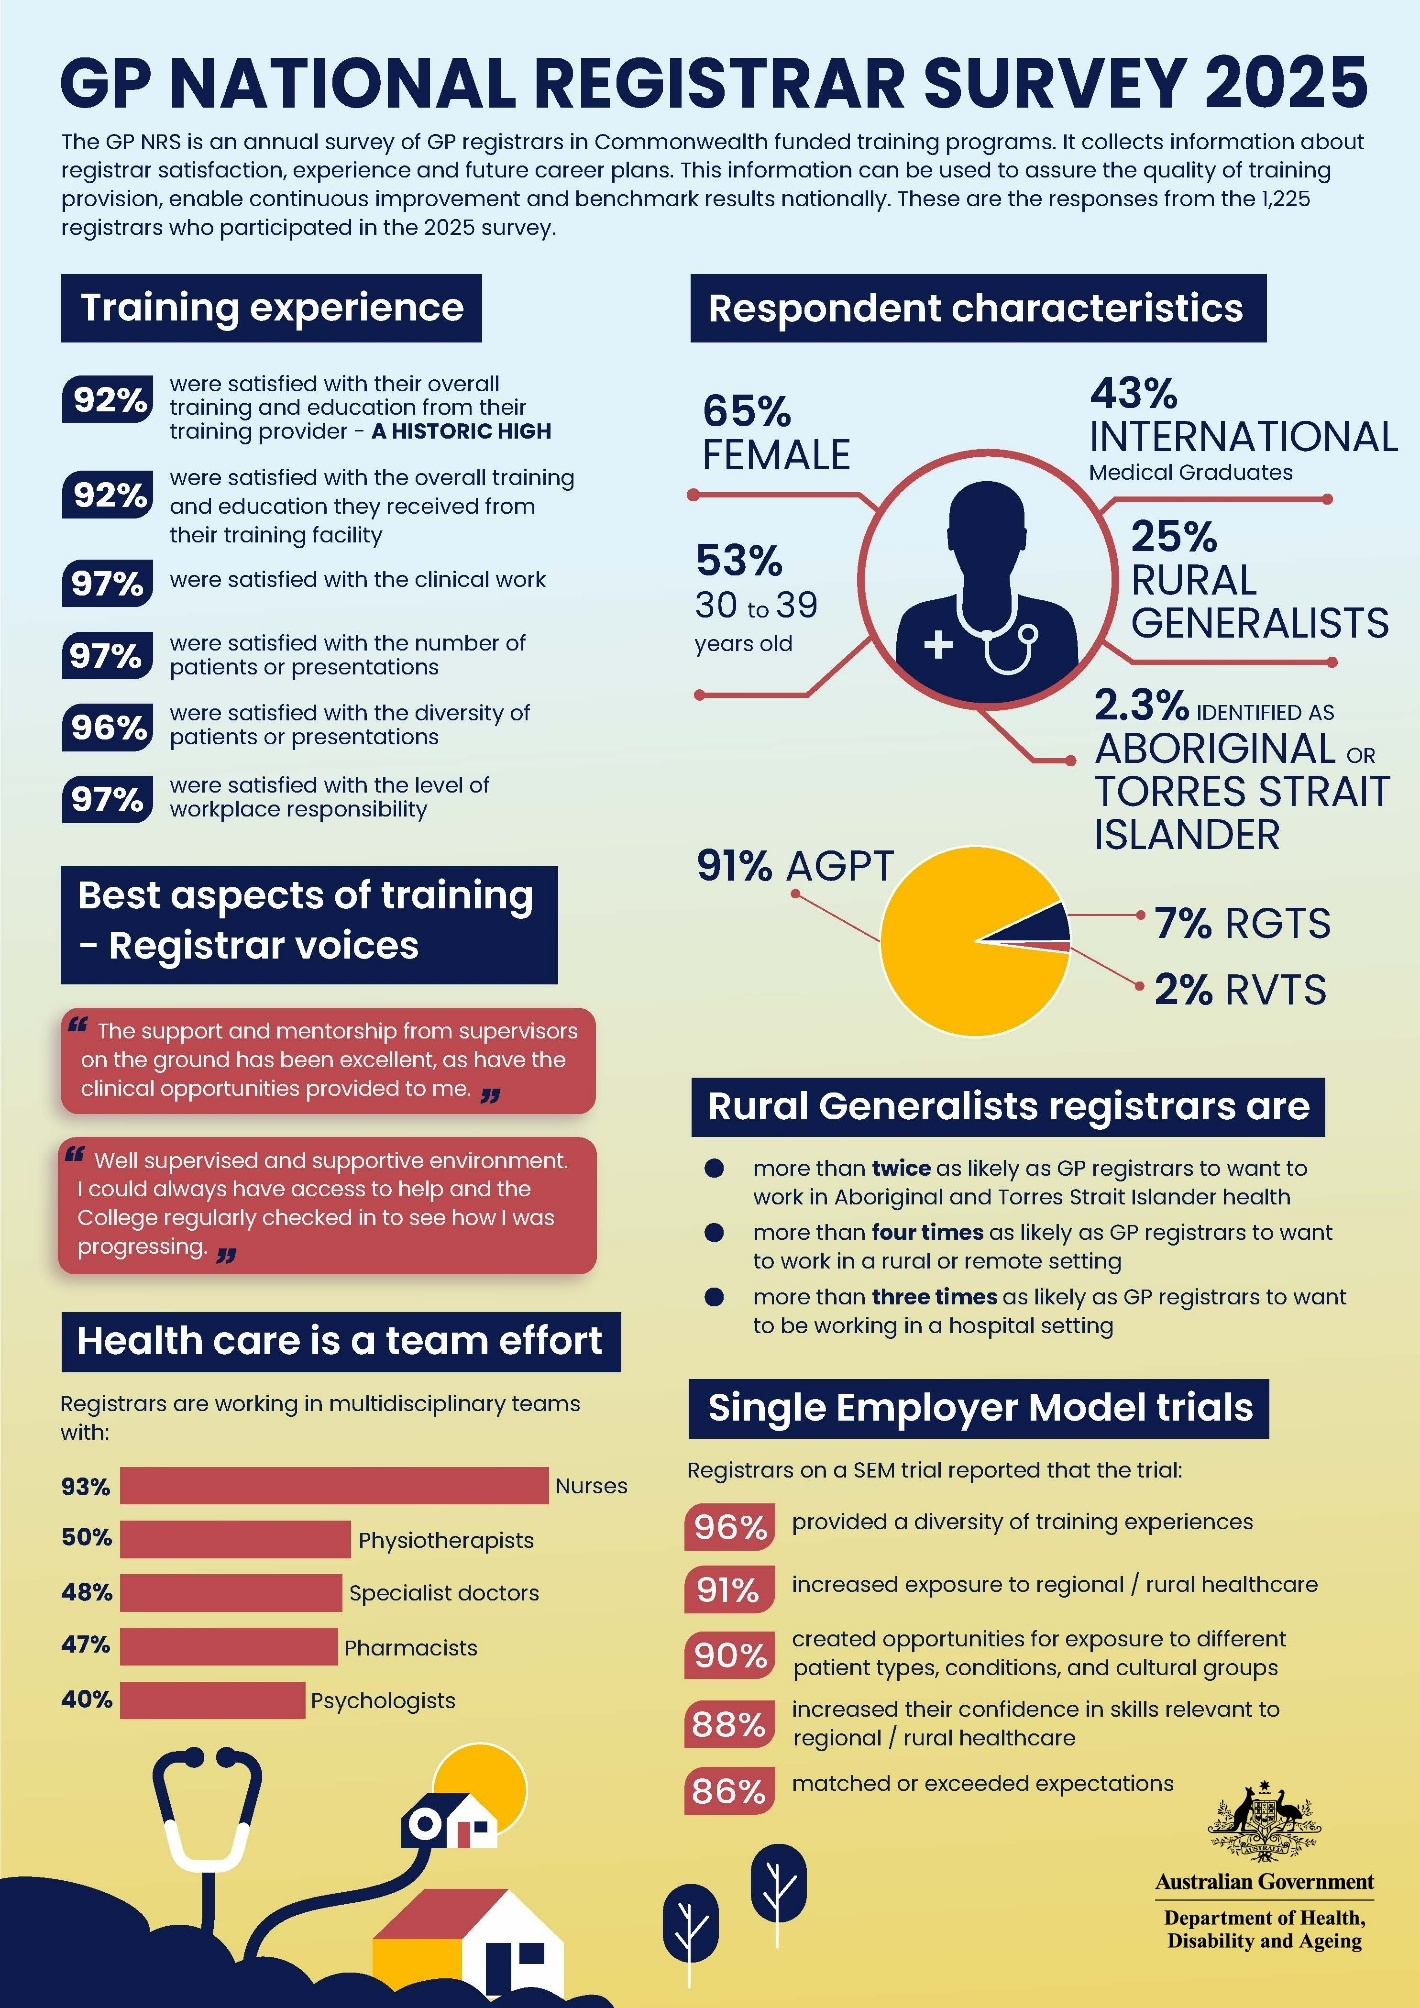 GP NATIONAL REGISTRAR SURVEY 2025
The GP NRS is an annual survey of GP registrars in Commonwealth funded training programs. It collects information about
registrar satisfaction, experience and future career plans. This information can be used to assure the quality of training
provision, enable continuous improvement and benchmark results nationally. These are the responses from the 1,225
registrars who participated in the 2025 survey.
Training experience
92%
were satisfied with their overall
training and education from their
training provider - A HISTORIC HIGH
92%
were satisfied with the overall training
and education they received from
their training facility
97%
were satisfied with the clinical work
97%
were satisfied with the number of
patients or presentations
96%
were satisfied with the diversity of
patients or presentations
97%
were satisfied with the level of
workplace responsibility
Best aspects of training
- Registrar voices
“ The support and mentorship from supervisors
on the ground has been excellent, as have the
clinical opportunities provided to me. ”
“ Well supervised and supportive environment.
I could always have access to help and the
College regularly checked in to see how I was
progressing. ”
Health care is a team effort
Registrars are working in multidisciplinary teams
with:
93% Nurses
50% Physiotherapists
48% Specialist doctors
47% Pharmacists
40% Psychologists
Respondent characteristics
65%
FEMALE
53%
30 to 39
years old
43%
INTERNATIONAL
Medical Graduates
25%
RURAL
GENERALISTS
2.3% IDENTIFIED AS
ABORIGINAL OR
TORRES STRAIT
ISLANDER
91% AGPT
7% RGTS
2% RVTS
Rural Generalists registrars are
● more than twice as likely as GP registrars to want to
work in Aboriginal and Torres Strait Islander health
● more than four times as likely as GP registrars to want
to work in a rural or remote setting
● more than three times as likely as GP registrars to want
to be working in a hospital setting
Single Employer Model trials
Registrars on a SEM trial reported that the trial:
96%
provided a diversity of training experiences
91%
increased exposure to regional / rural healthcare
90%
created opportunities for exposure to different
patient types, conditions, and cultural groups
88%
increased their confidence in skills relevant to
regional / rural healthcare
86%
matched or exceeded expectations
AUSTRALIA
Australian Government
Department of Health,
Disability and Ageing